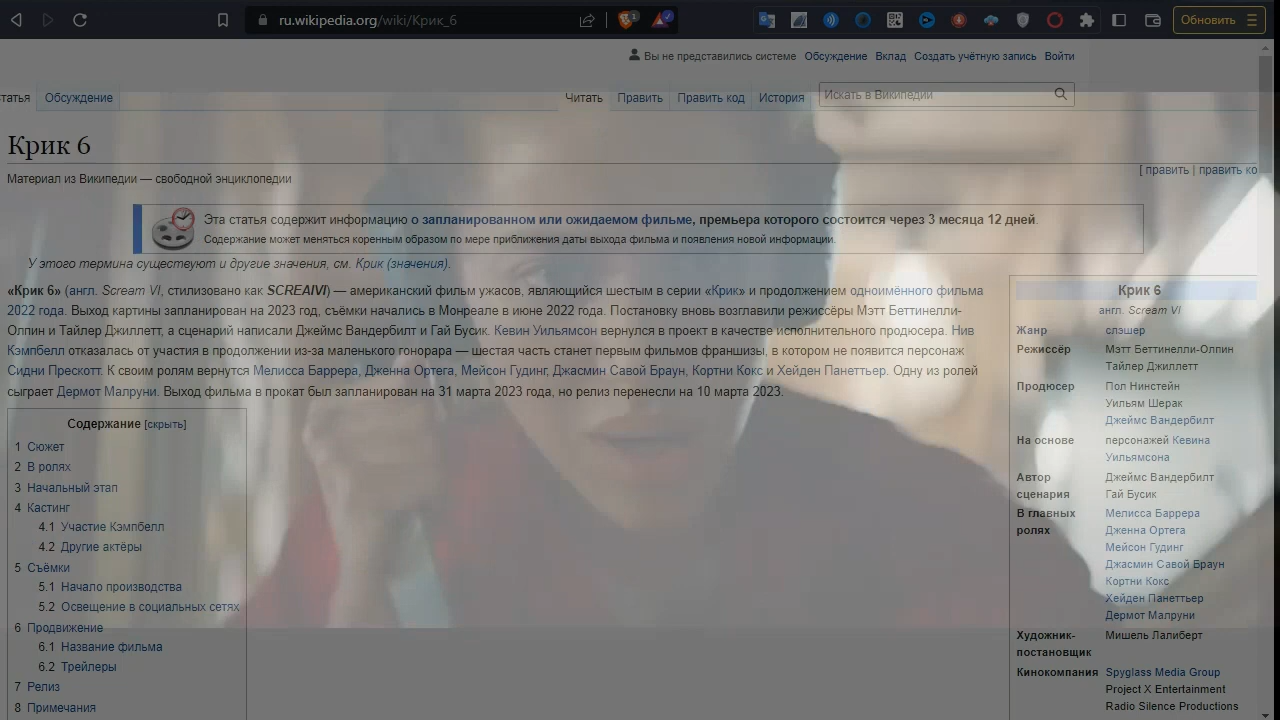 ru.wikipedia.org/wiki/Крик_6
Обновить
Вы не представились системе Обсуждение Вклад Создать учётную запись Войти
татья Обсуждение Читать Править Править код История Искать в Википедии
Крик 6
[ править | править ко
Материал из Википедии — свободной энциклопедии
Эта статья содержит информацию о запланированном или ожидаемом фильме, премьера которого состоится через 3 месяца 12 дней.
Содержание может меняться коренным образом по мере приближения даты выхода фильма и появления новой информации.
У этого термина существуют и другие значения, см. Крик (значения).
«Крик 6» (англ. Scream VI, стилизовано как SCREAIVI) — американский фильм ужасов, являющийся шестым в серии «Крик» и продолжением одноимённого фильма
2022 года. Выход картины запланирован на 2023 год, съёмки начались в Монреале в июне 2022 года. Постановку вновь возглавили режиссёры Мэтт Беттинелли-
Олпин и Тайлер Джиллетт, а сценарий написали Джеймс Вандербилт и Гай Бусик. Кевин Уильямсон вернулся в проект в качестве исполнительного продюсера. Нив
Кэмпбелл отказалась от участия в продолжении из-за маленького гонорара — шестая часть станет первым фильмов франшизы, в котором не появится персонаж
Сидни Прескотт. К своим ролям вернутся Мелисса Баррера, Дженна Ортега, Мейсон Гудинг, Джасмин Савой Браун, Кортни Кокс и Хейден Панеттьер. Одну из ролей
сыграет Дермот Малруни. Выход фильма в прокат был запланирован на 31 марта 2023 года, но релиз перенесли на 10 марта 2023.
Содержание [скрыть]
1 Сюжет
2 В ролях
3 Начальный этап
4 Кастинг
4.1 Участие Кэмпбелл
4.2 Другие актёры
5 Съёмки
5.1 Начало производства
5.2 Освещение в социальных сетях
6 Продвижение
6.1 Название фильма
6.2 Трейлеры
7 Релиз
8 Примечания
Крик 6
англ. Scream VI
Жанр слэшер
Режиссёр Мэтт Беттинелли-Олпин
Тайлер Джиллетт
Продюсер Пол Нинстейн
Уильям Шерак
Джеймс Вандербилт
На основе персонажей Кевина
Уильямсона
Автор Джеймс Вандербилт
сценария Гай Бусик
В главных Мелисса Баррера
ролях Дженна Ортега
Мейсон Гудинг
Джасмин Савой Браун
Кортни Кокс
Хейден Панеттьер
Дермот Малруни
Художник- Мишель Лалиберт
постановщик
Кинокомпания Spyglass Media Group
Project X Entertainment
Radio Silence Productions